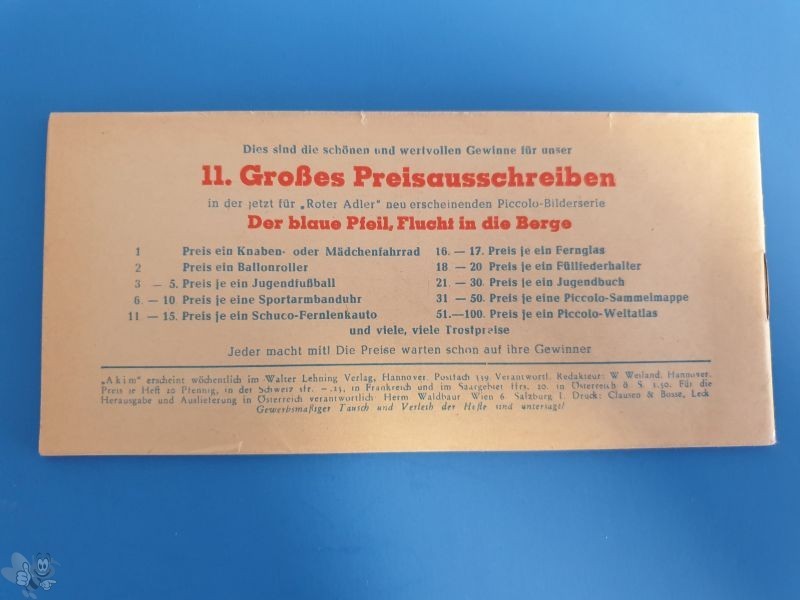 Dies sind die schönen und wertvollen Gewinne für unser
11. Großes Preisausschreiben
in der jetzt für „Roter Adler" neu erscheinenden Piccolo-Bilderserie
Der blaue Pfeil, Flucht in die Berge
1 Preis ein Knaben- oder Mädchenfahrrad
2 Preis ein Ballonroller
3 — 5. Preis je ein Jugendfußball
6. — 10. Preis je eine Sportarmbanduhr
11 — 15. Preis je ein Schuco-Fernlenkauto
16. — 17. Preis je ein Fernglas
18 — 20 Preis je ein Füllfederhalter
21. — 30. Preis je ein Jugendbuch
31 — 50. Preis je eine Piccolo-Sammelmappe
51.—100. Preis je ein Piccolo-Weltatlas
und viele, viele Trostpreise
Jeder macht mit! Die Preise warten schon auf ihre Gewinner
„Akim" erscheint wöchentlich im Walter Lehning Verlag, Hannover. Postfach 339 Verantwortl. Redakteur: W Weiland, Hannover.
Preis je Heft 20 Pfennig, in der Schweiz sfr. —.25, in Frankreich und im Saargebiet Hrs. 20. in Österreich ö S. 1.50. Für die
Herausgabe und Auslieferung in Österreich verantwortlich Herm Waldbaur Wien 6 Salzburg 1. Druck: Clausen & Bosse, Leck
Gewerbsmäßiger Tausch und Verleih der Hefte sind untersagt!